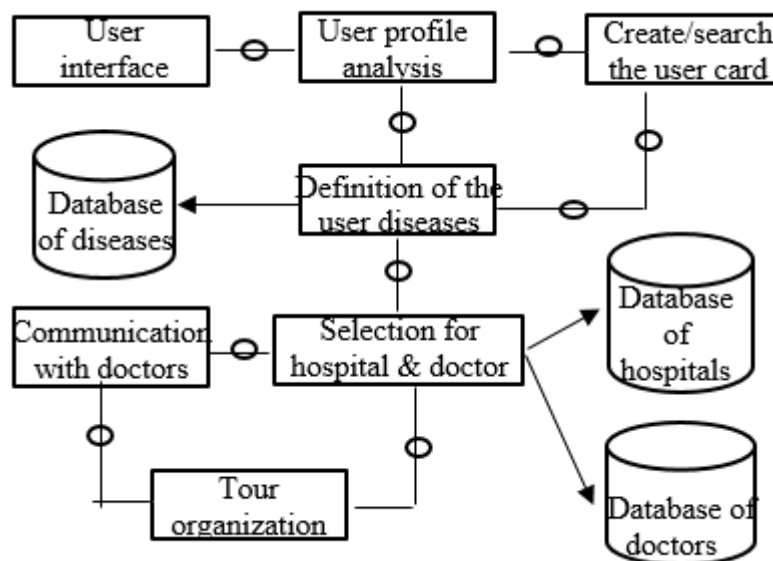 User
interface
User profile
analysis
Create/search
the user card
Database
of diseases
Definition of the
user diseases
Communication
with doctors
Selection for
hospital & doctor
Database
of
hospitals
Tour
organization
Database of
doctors